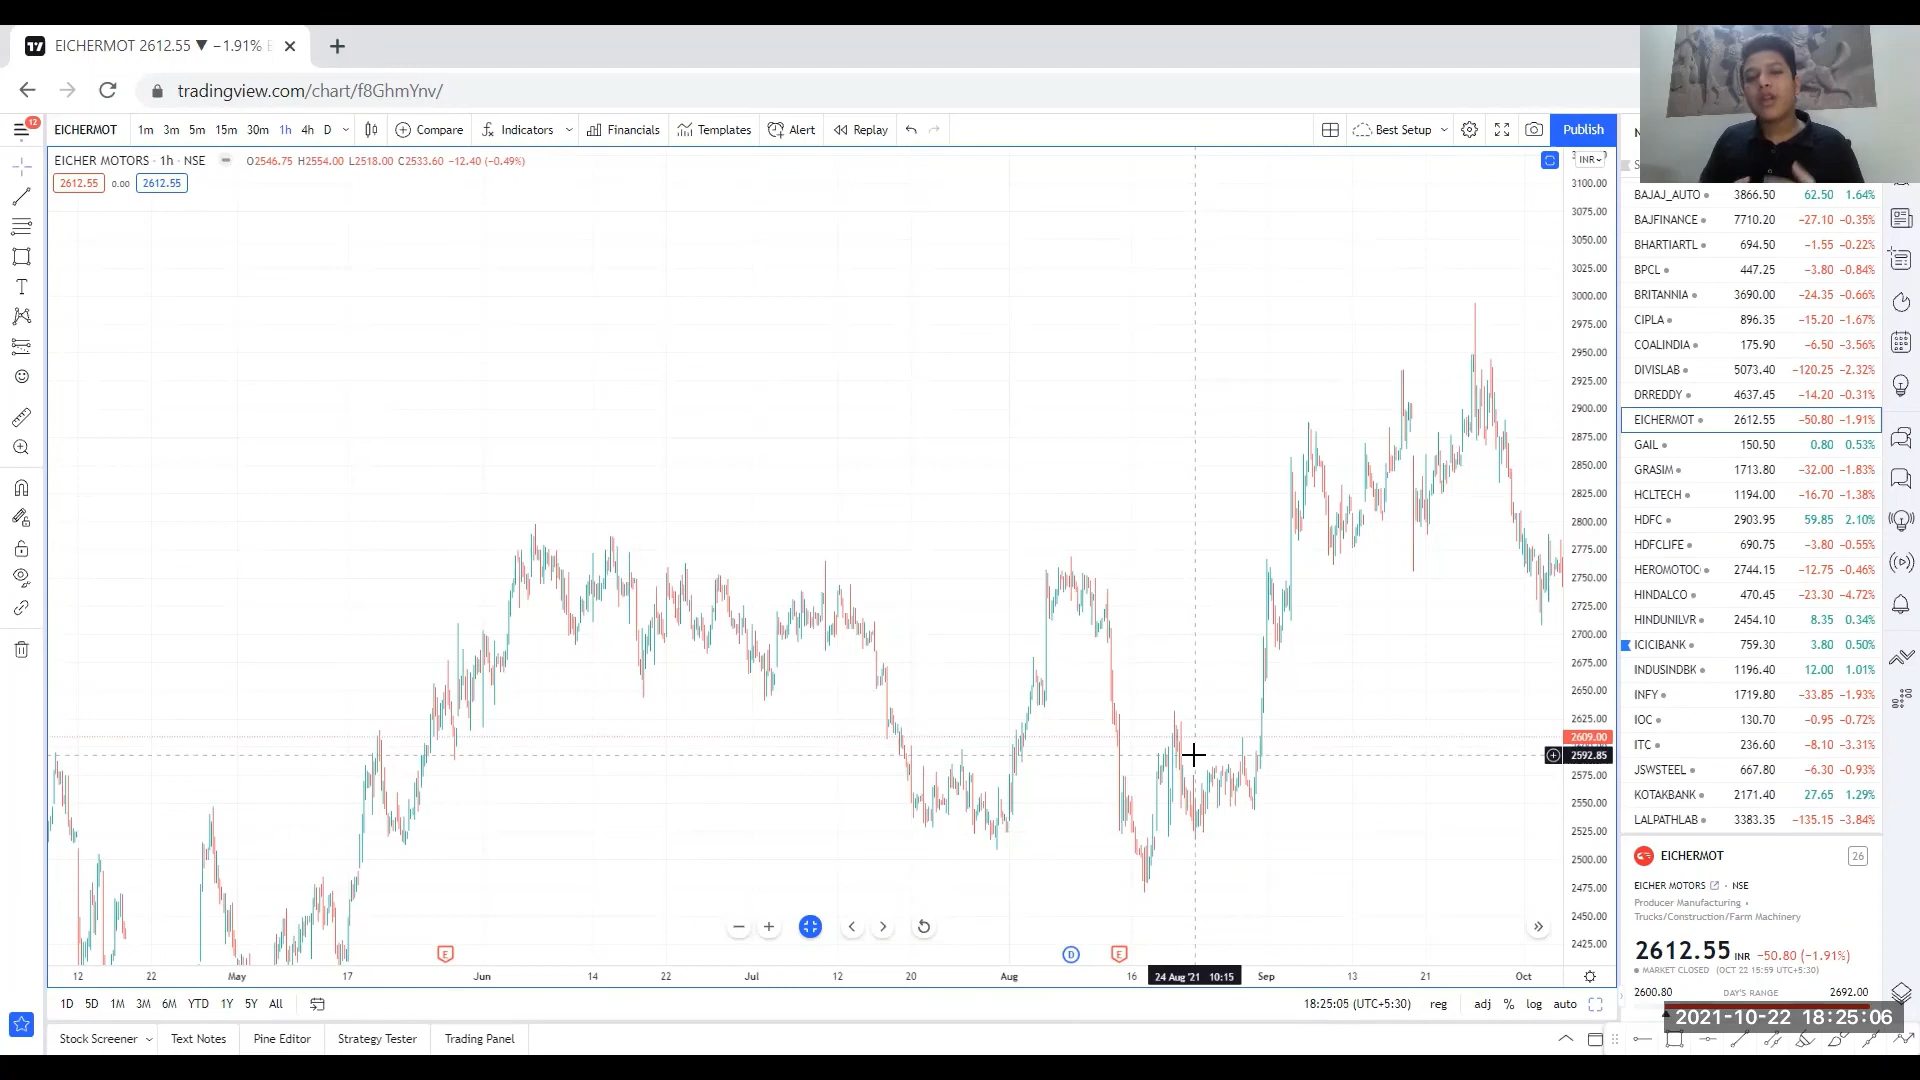 EICHERMOT 2612.55 ▼ −1.91% E
tradingview.com/chart/f8GhmYnv/
12
EICHERMOT 1m 3m 5m 15m 30m 1h 4h D Compare Indicators Financials Templates Alert Replay Best Setup Publish
EICHER MOTORS · 1h · NSE O2546.75 H2554.00 L2518.00 C2533.60 −12.40 (−0.49%)
2612.55 0.00 2612.55
INR
3100.00
3075.00
3050.00
3025.00
3000.00
2975.00
2950.00
2925.00
2900.00
2875.00
2850.00
2825.00
2800.00
2775.00
2750.00
2725.00
2700.00
2675.00
2650.00
2625.00
2609.00
2592.85
2575.00
2550.00
2525.00
2500.00
2475.00
2450.00
2425.00
E D E
12 22 May 17 Jun 14 22 Jul 12 20 Aug 16 24 Aug '21 10:15 Sep 13 21 Oct
1D 5D 1M 3M 6M YTD 1Y 5Y All 18:25:05 (UTC+5:30) reg adj % log auto
Stock Screener Text Notes Pine Editor Strategy Tester Trading Panel
BAJAJ_AUTO 3866.50 62.50 1.64%
BAJFINANCE 7710.20 −27.10 −0.35%
BHARTIARTL 694.50 −1.55 −0.22%
BPCL 447.25 −3.80 −0.84%
BRITANNIA 3690.00 −24.35 −0.66%
CIPLA 896.35 −15.20 −1.67%
COALINDIA 175.90 −6.50 −3.56%
DIVISLAB 5073.40 −120.25 −2.32%
DRREDDY 4637.45 −14.20 −0.31%
EICHERMOT 2612.55 −50.80 −1.91%
GAIL 150.50 0.80 0.53%
GRASIM 1713.80 −32.00 −1.83%
HCLTECH 1194.00 −16.70 −1.38%
HDFC 2903.95 59.85 2.10%
HDFCLIFE 690.75 −3.80 −0.55%
HEROMOTOC 2744.15 −12.75 −0.46%
HINDALCO 470.45 −23.30 −4.72%
HINDUNILVR 2454.10 8.35 0.34%
ICICIBANK 759.30 3.80 0.50%
INDUSINDBK 1196.40 12.00 1.01%
INFY 1719.80 −33.85 −1.93%
IOC 130.70 −0.95 −0.72%
ITC 236.60 −8.10 −3.31%
JSWSTEEL 667.80 −6.30 −0.93%
KOTAKBANK 2171.40 27.65 1.29%
LALPATHLAB 3383.35 −135.15 −3.84%
EICHERMOT 26
EICHER MOTORS · NSE
Producer Manufacturing •
Trucks/Construction/Farm Machinery
2612.55 INR −50.80 (−1.91%)
MARKET CLOSED (OCT 22 15:59 UTC+5:30)
2600.80 DAY'S RANGE 2692.00
2021-10-22 18:25:06